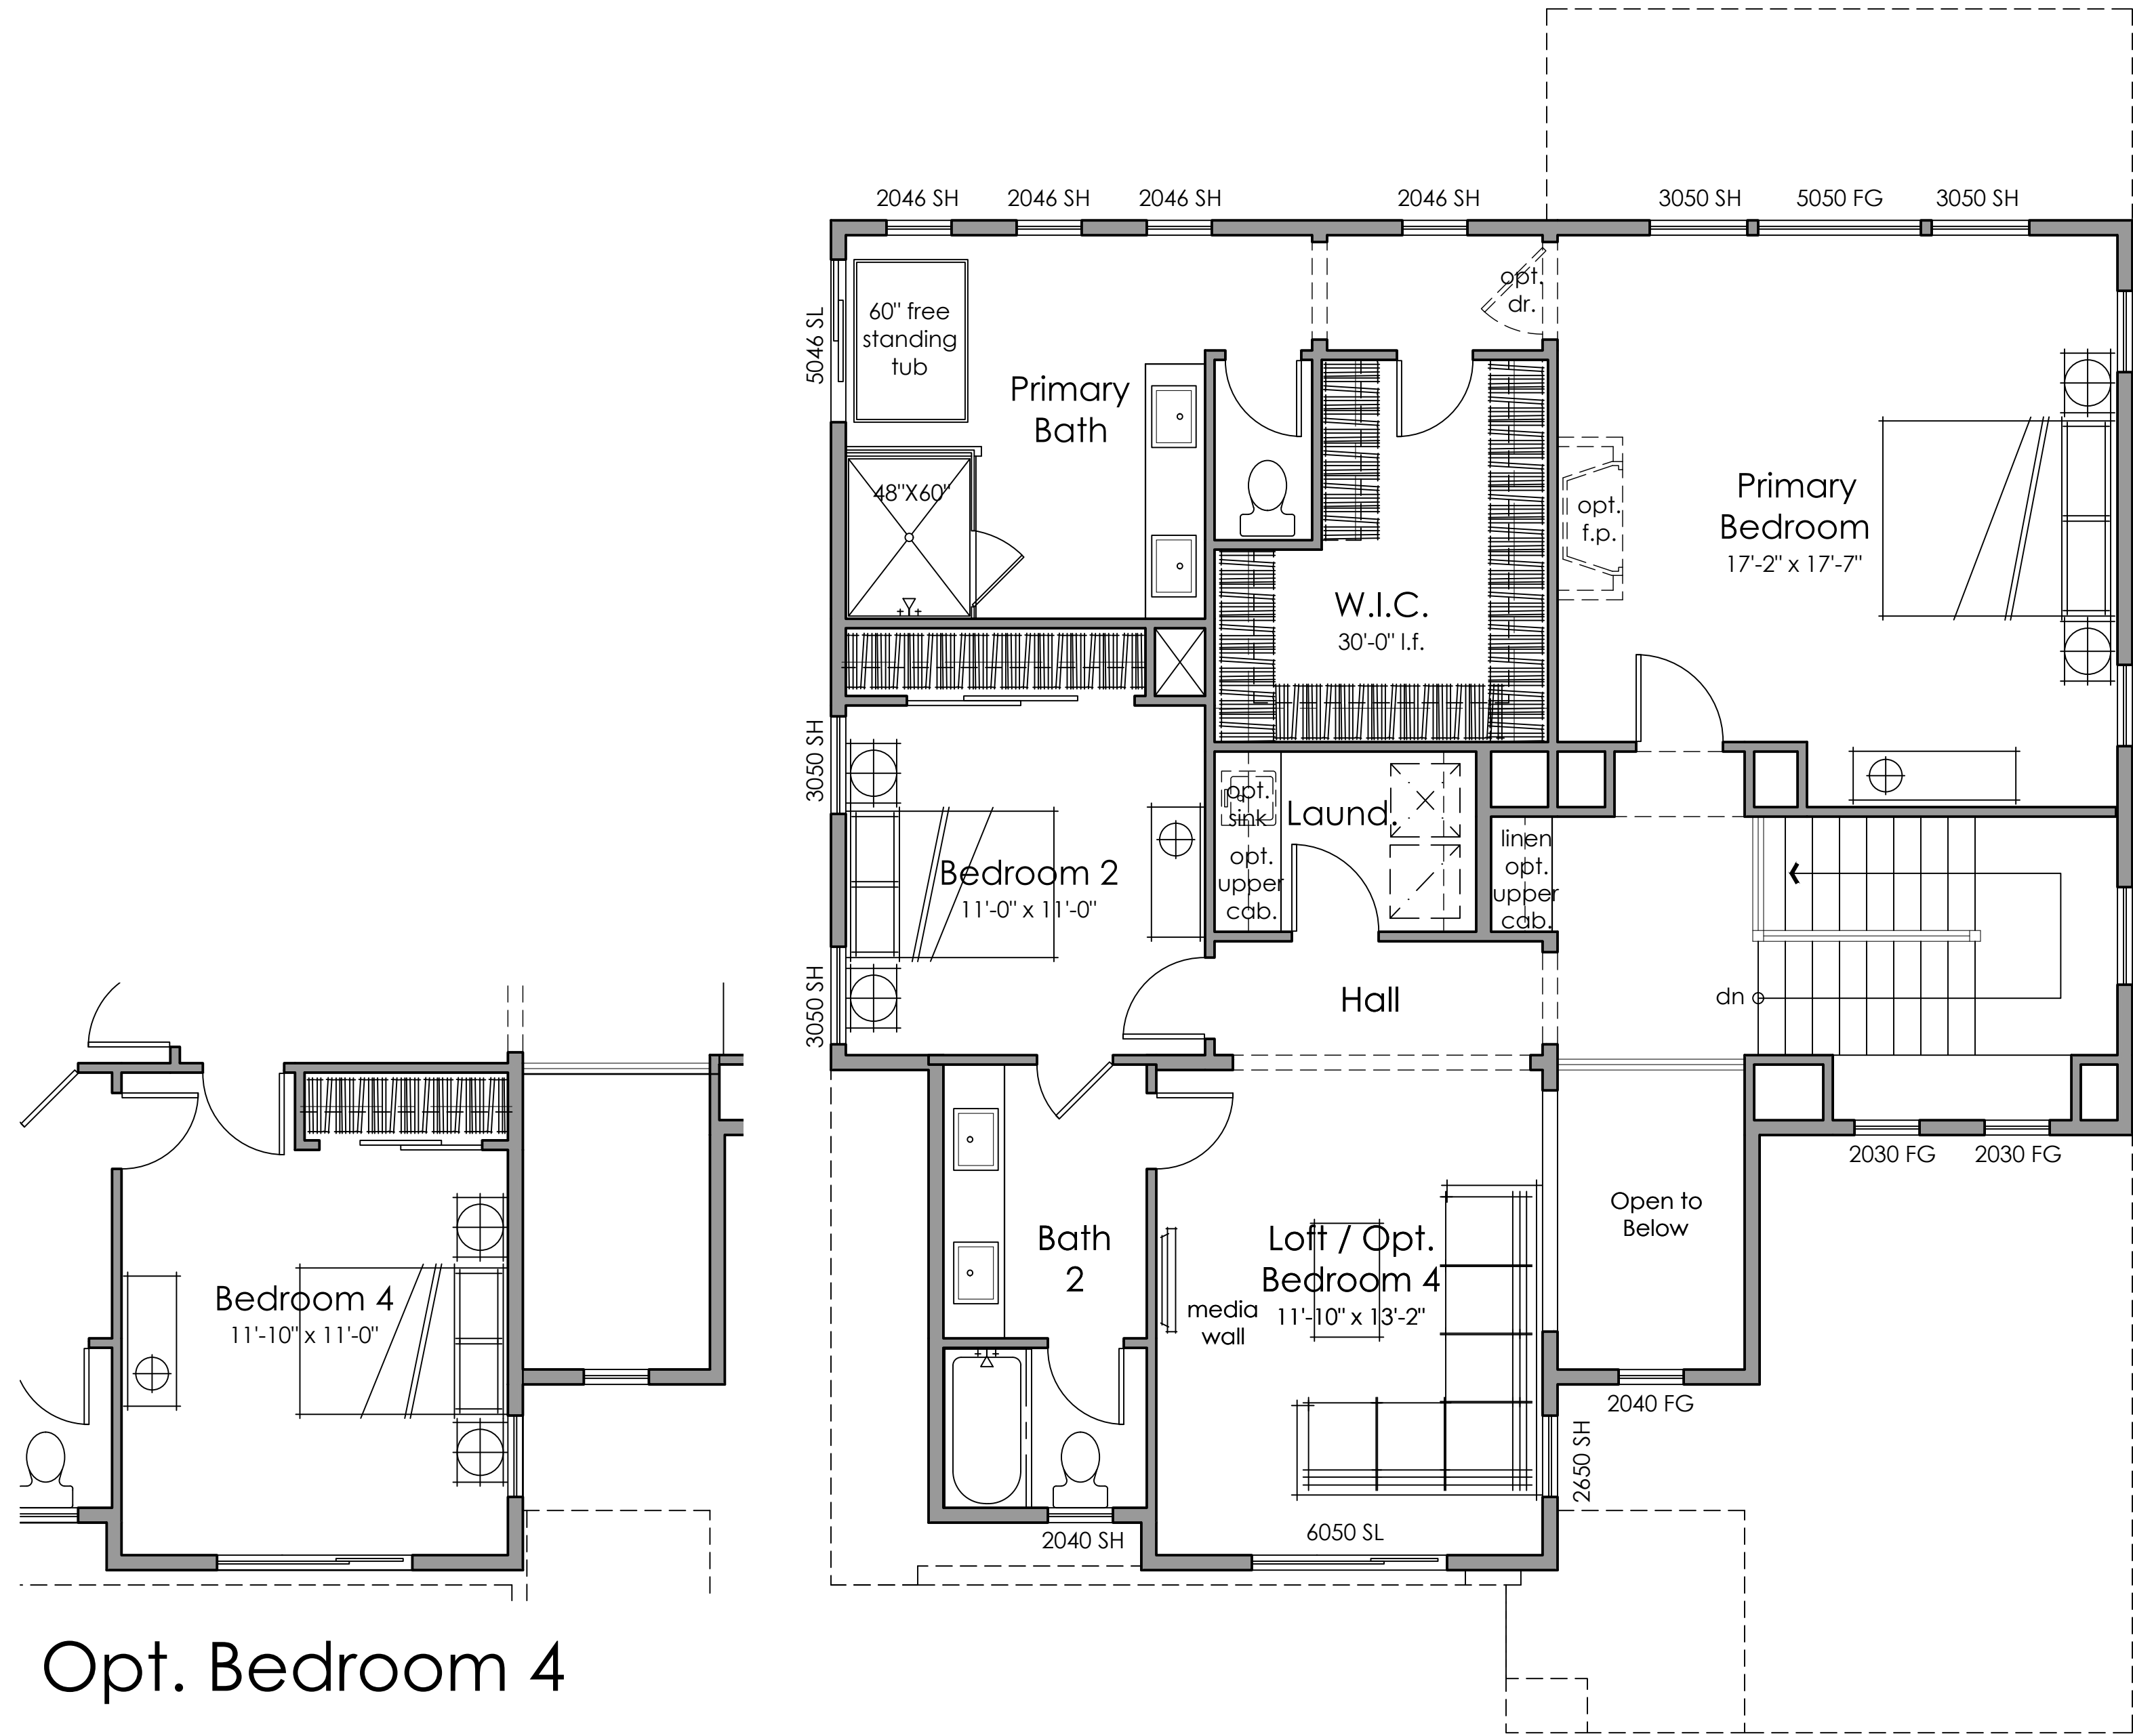 2046 SH
2046 SH
2046 SH
2046 SH
3050 SH
5050 FG
3050 SH
5046 SL
60" free
standing
tub
opt.
dr.
Primary
Bath
48"X60"
opt.
f.p.
Primary
Bedroom
17'-2" x 17'-7"
W.I.C.
30'-0" l.f.
3050 SH
opt.
sink
Laund.
opt.
upper
cab.
linen
opt.
upper
cab.
Bedroom 2
11'-0" x 11'-0"
3050 SH
Hall
dn
2030 FG
2030 FG
Open to
Below
Bath
2
Loft / Opt.
Bedroom 4
11'-10" x 13'-2"
media
wall
2040 FG
2650 SH
6050 SL
2040 SH
Bedroom 4
11'-10" x 11'-0"
Opt. Bedroom 4